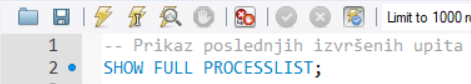 Limit to 1000 r
1 -- Prikaz poslednjih izvršenih upita
2 SHOW FULL PROCESSLIST;